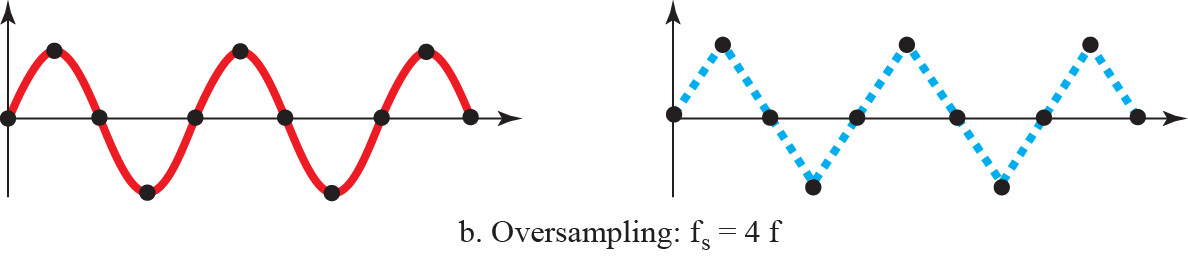 b. Oversampling: fs = 4 f